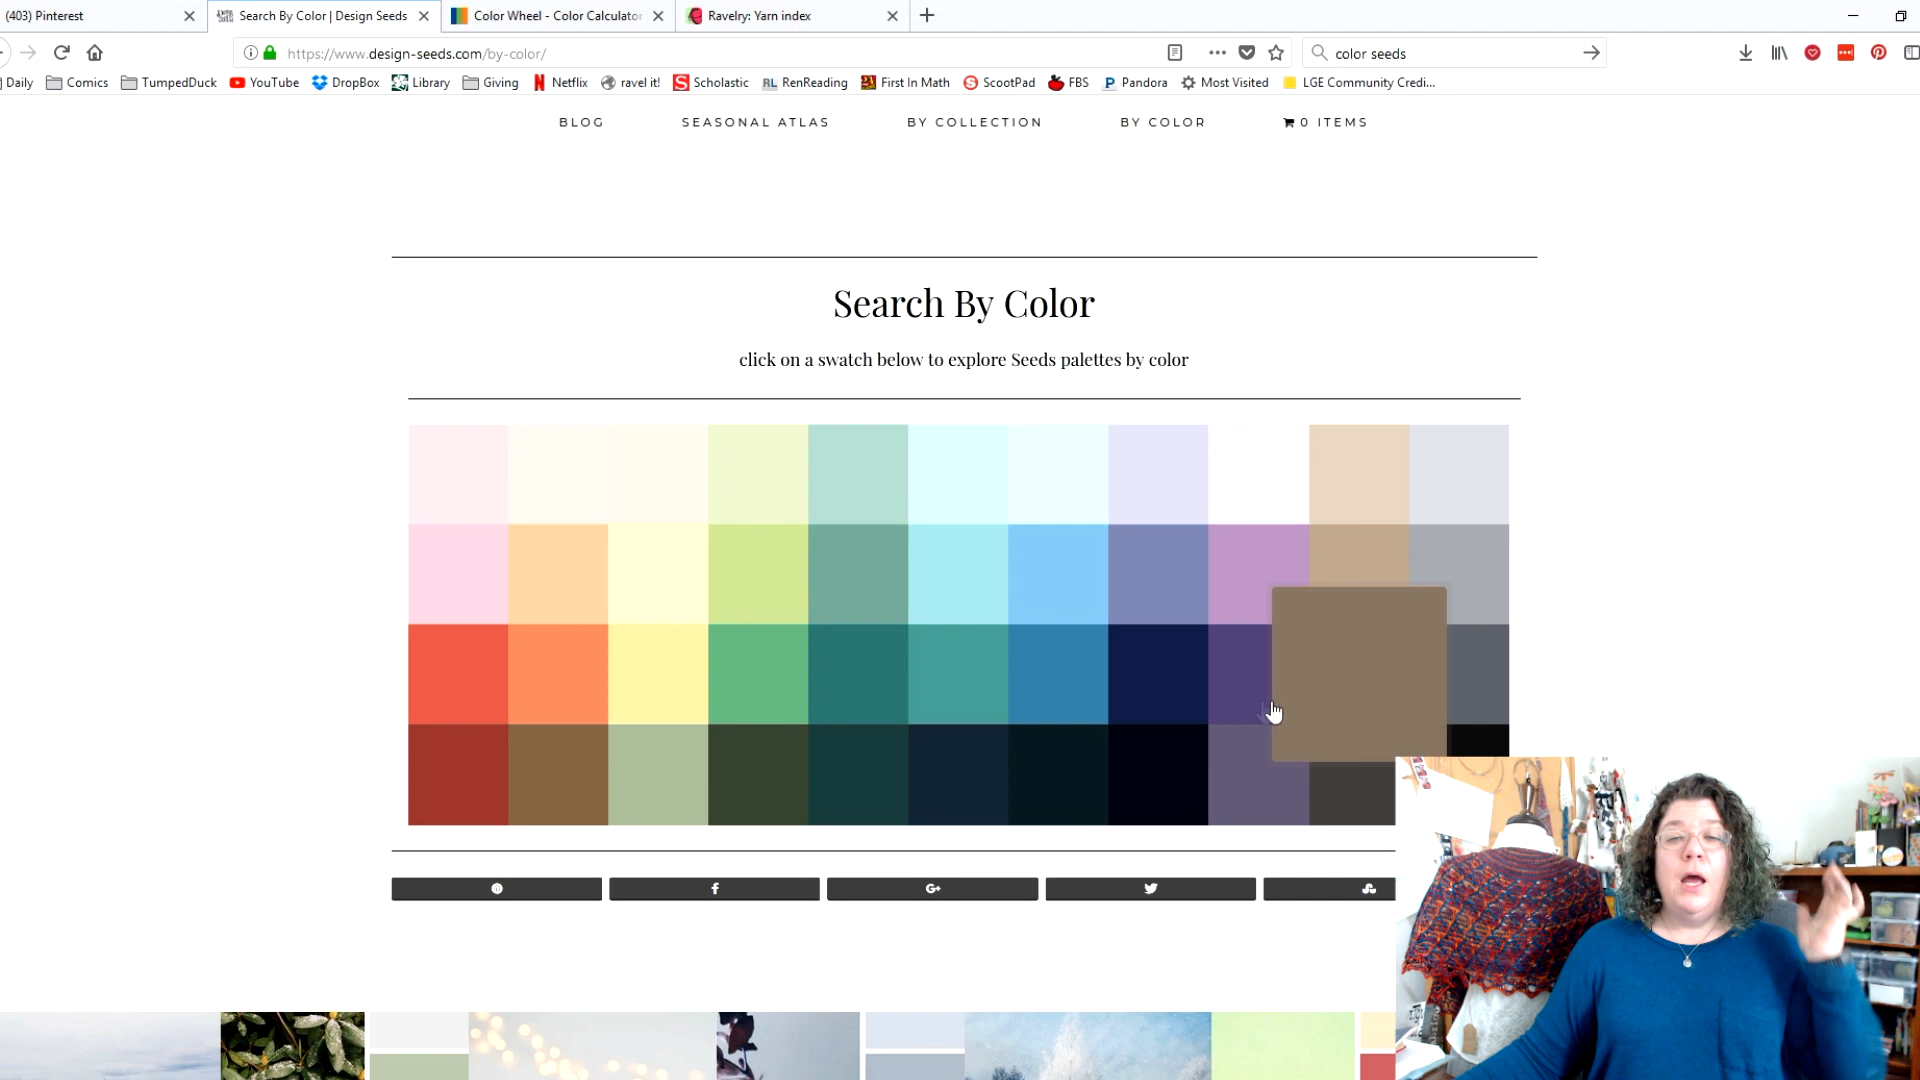 (403) Pinterest
Search By Color | Design Seeds
Color Wheel - Color Calculator
Ravelry: Yarn index
https://www.design-seeds.com/by-color/
color seeds
Daily Comics TumpedDuck YouTube DropBox Library Giving Netflix ravel it! Scholastic RenReading First In Math ScootPad FBS Pandora Most Visited LGE Community Credi...
BLOG SEASONAL ATLAS BY COLLECTION BY COLOR 0 ITEMS
Search By Color
click on a swatch below to explore Seeds palettes by color